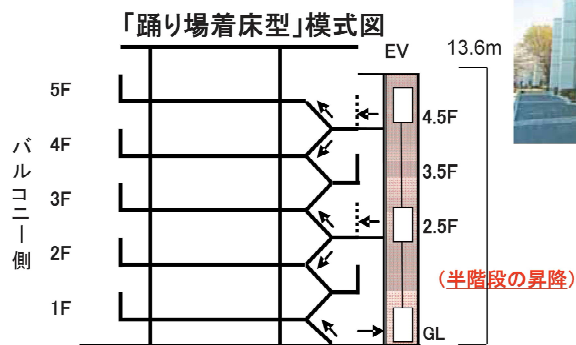 「踊り場着床型」模式図
EV
13.6m
5F
4F
3F
2F
1F
バルコニー側
4.5F
3.5F
2.5F
(半階段の昇降)
GL